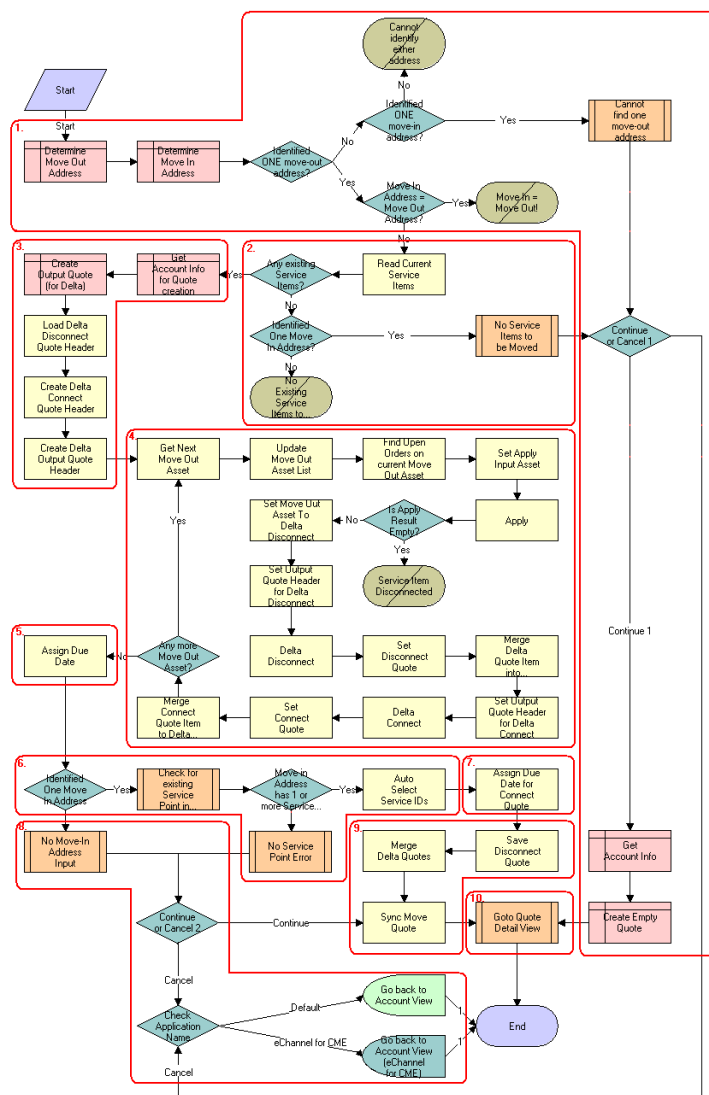 Cannot
identify
either
address
Start
Start
No
1.
Determine
Move Out
Address
Determine
Move In
Address
Identified
ONE move-out
address?
No
Identified
ONE
move-in
address?
Yes
Cannot
find one
move-out
address
Yes
Move In
Address =
Move Out
Address?
Yes
Move In =
Move Out!
No
3.
Create
Output Quote
(for Delta)
Get
Account Info
for Quote
creation
Yes
2.
Any existing
Service
Items?
Read Current
Service
Items
No
Load Delta
Disconnect
Quote Header
Identified
One Move
In Address?
Yes
No Service
Items to
be Moved
Continue
or Cancel 1
No
Create Delta
Connect
Quote Header
No
Existing
Service
Items to...
Create Delta
Output Quote
Header
4.
Get Next
Move Out
Asset
Update
Move Out
Asset List
Find Open
Orders on
current Move
Out Asset
Set Apply
Input Asset
Yes
Set Move Out
Asset To
Delta
Disconnect
No
Is Apply
Result
Empty?
Apply
Yes
Set Output
Quote Header
for Delta
Disconnect
Service Item
Disconnected
Continue 1
5.
Assign Due
Date
No
Any more
Move Out
Asset?
Delta
Disconnect
Set
Disconnect
Quote
Merge
Delta
Quote Item
into...
Merge
Connect
Quote Item
to Delta...
Set
Connect
Quote
Delta
Connect
Set Output
Quote Header
for Delta
Connect
6.
Identified
One Move
In Address
Yes
Check for
existing
Service
Point in...
Move in
Address
has 1 or
more Service...
Yes
Auto
Select
Service IDs
7.
Assign Due
Date for
Connect
Quote
8.
No Move-In
Address
Input
No Service
Point Error
9.
Merge
Delta Quotes
Save
Disconnect
Quote
Get
Account Info
Continue
or Cancel 2
Continue
Sync Move
Quote
10.
Goto Quote
Detail View
Create Empty
Quote
Cancel
Check
Application
Name
Default
Go back to
Account View
1
End
eChannel for CME
Go back to
Account View
(eChannel
for CME)
1
Cancel